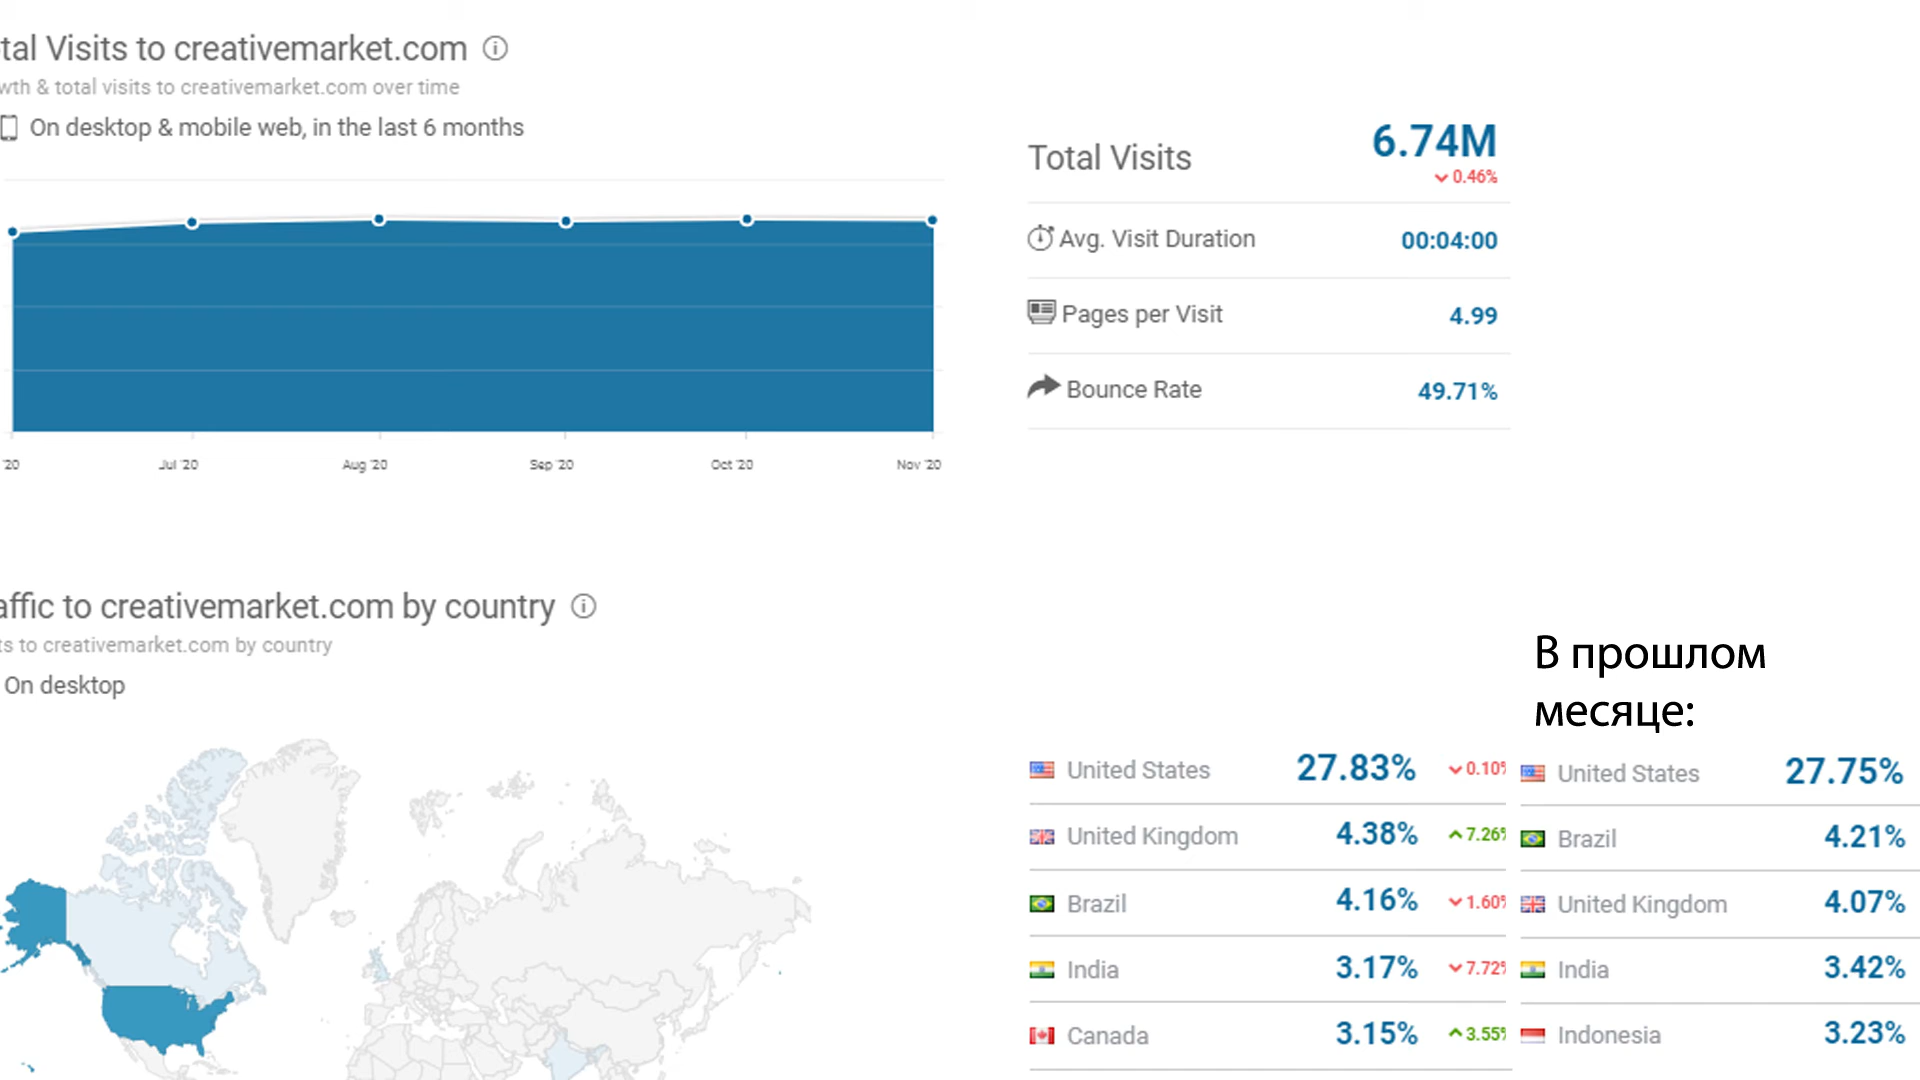 tal Visits to creativemarket.com
wth & total visits to creativemarket.com over time
On desktop & mobile web, in the last 6 months
'20
Jul '20
Aug '20
Sep '20
Oct '20
Nov '20
Total Visits
6.74M
0.46%
Avg. Visit Duration
00:04:00
Pages per Visit
4.99
Bounce Rate
49.71%
affic to creativemarket.com by country
ts to creativemarket.com by country
On desktop
United States 27.83% 0.10%
United Kingdom 4.38% 7.26%
Brazil 4.16% 1.60%
India 3.17% 7.72%
Canada 3.15% 3.55%
В прошлом
месяце:
United States 27.75%
Brazil 4.21%
United Kingdom 4.07%
India 3.42%
Indonesia 3.23%